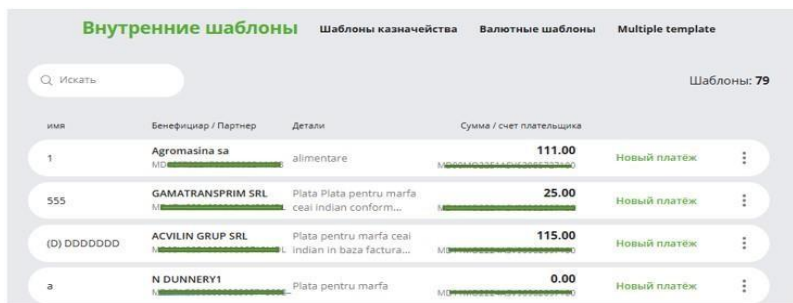 Внутренние шаблоны Шаблоны казначейства Валютные шаблоны Multiple template
Искать Шаблоны: 79
имя Бенефициар / Партнер Детали Сумма / счет плательщика
1 Agromasina sa alimentare 111.00 Новый платёж
555 GAMATRANSPRIM SRL Plata Plata pentru marfa 25.00 Новый платёж
ceai indian conform...
(D) DDDDDDD ACVILIN GRUP SRL Plata pentru marfa ceai 115.00 Новый платёж
indian in baza factura...
a N DUNNERY1 Plata pentru marfa 0.00 Новый платёж